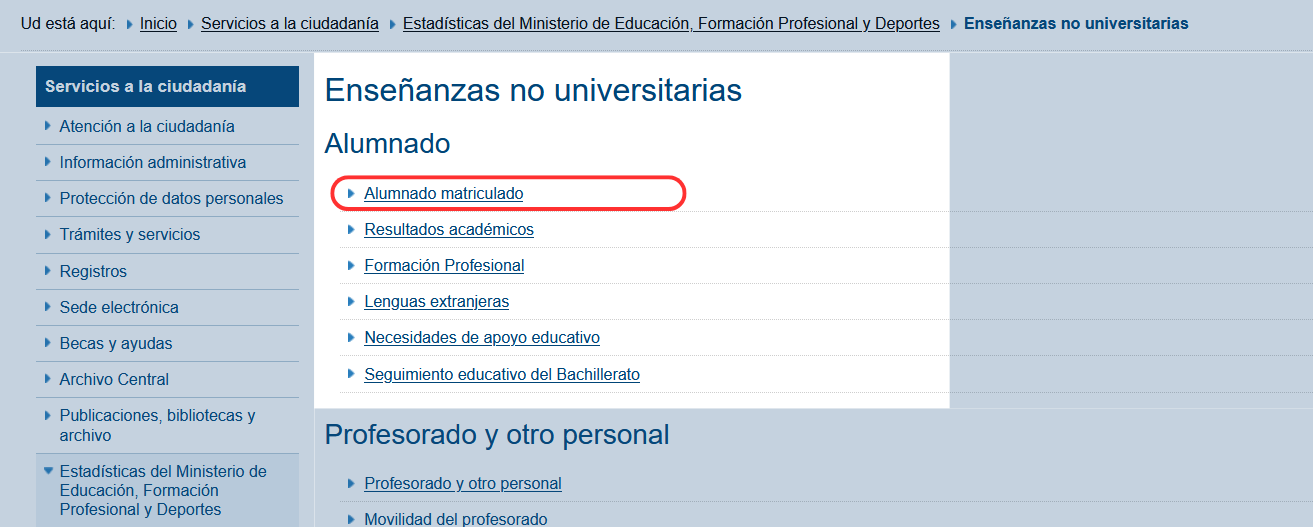 Ud está aquí: Inicio Servicios a la ciudadanía Estadísticas del Ministerio de Educación, Formación Profesional y Deportes Enseñanzas no universitarias
Servicios a la ciudadanía
Atención a la ciudadanía
Información administrativa
Protección de datos personales
Trámites y servicios
Registros
Sede electrónica
Becas y ayudas
Archivo Central
Publicaciones, bibliotecas y
archivo
Estadísticas del Ministerio de
Educación, Formación
Profesional y Deportes
Enseñanzas no universitarias
Alumnado
Alumnado matriculado
Resultados académicos
Formación Profesional
Lenguas extranjeras
Necesidades de apoyo educativo
Seguimiento educativo del Bachillerato
Profesorado y otro personal
Profesorado y otro personal
Movilidad del profesorado